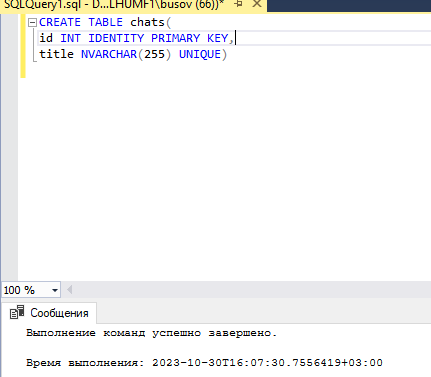 SQLQuery1.sql - D...LHUMF1\busov (66))*
CREATE TABLE chats(
id INT IDENTITY PRIMARY KEY,
title NVARCHAR(255) UNIQUE)
100 %
Сообщения
Выполнение команд успешно завершено.
Время выполнения: 2023-10-30T16:07:30.7556419+03:00